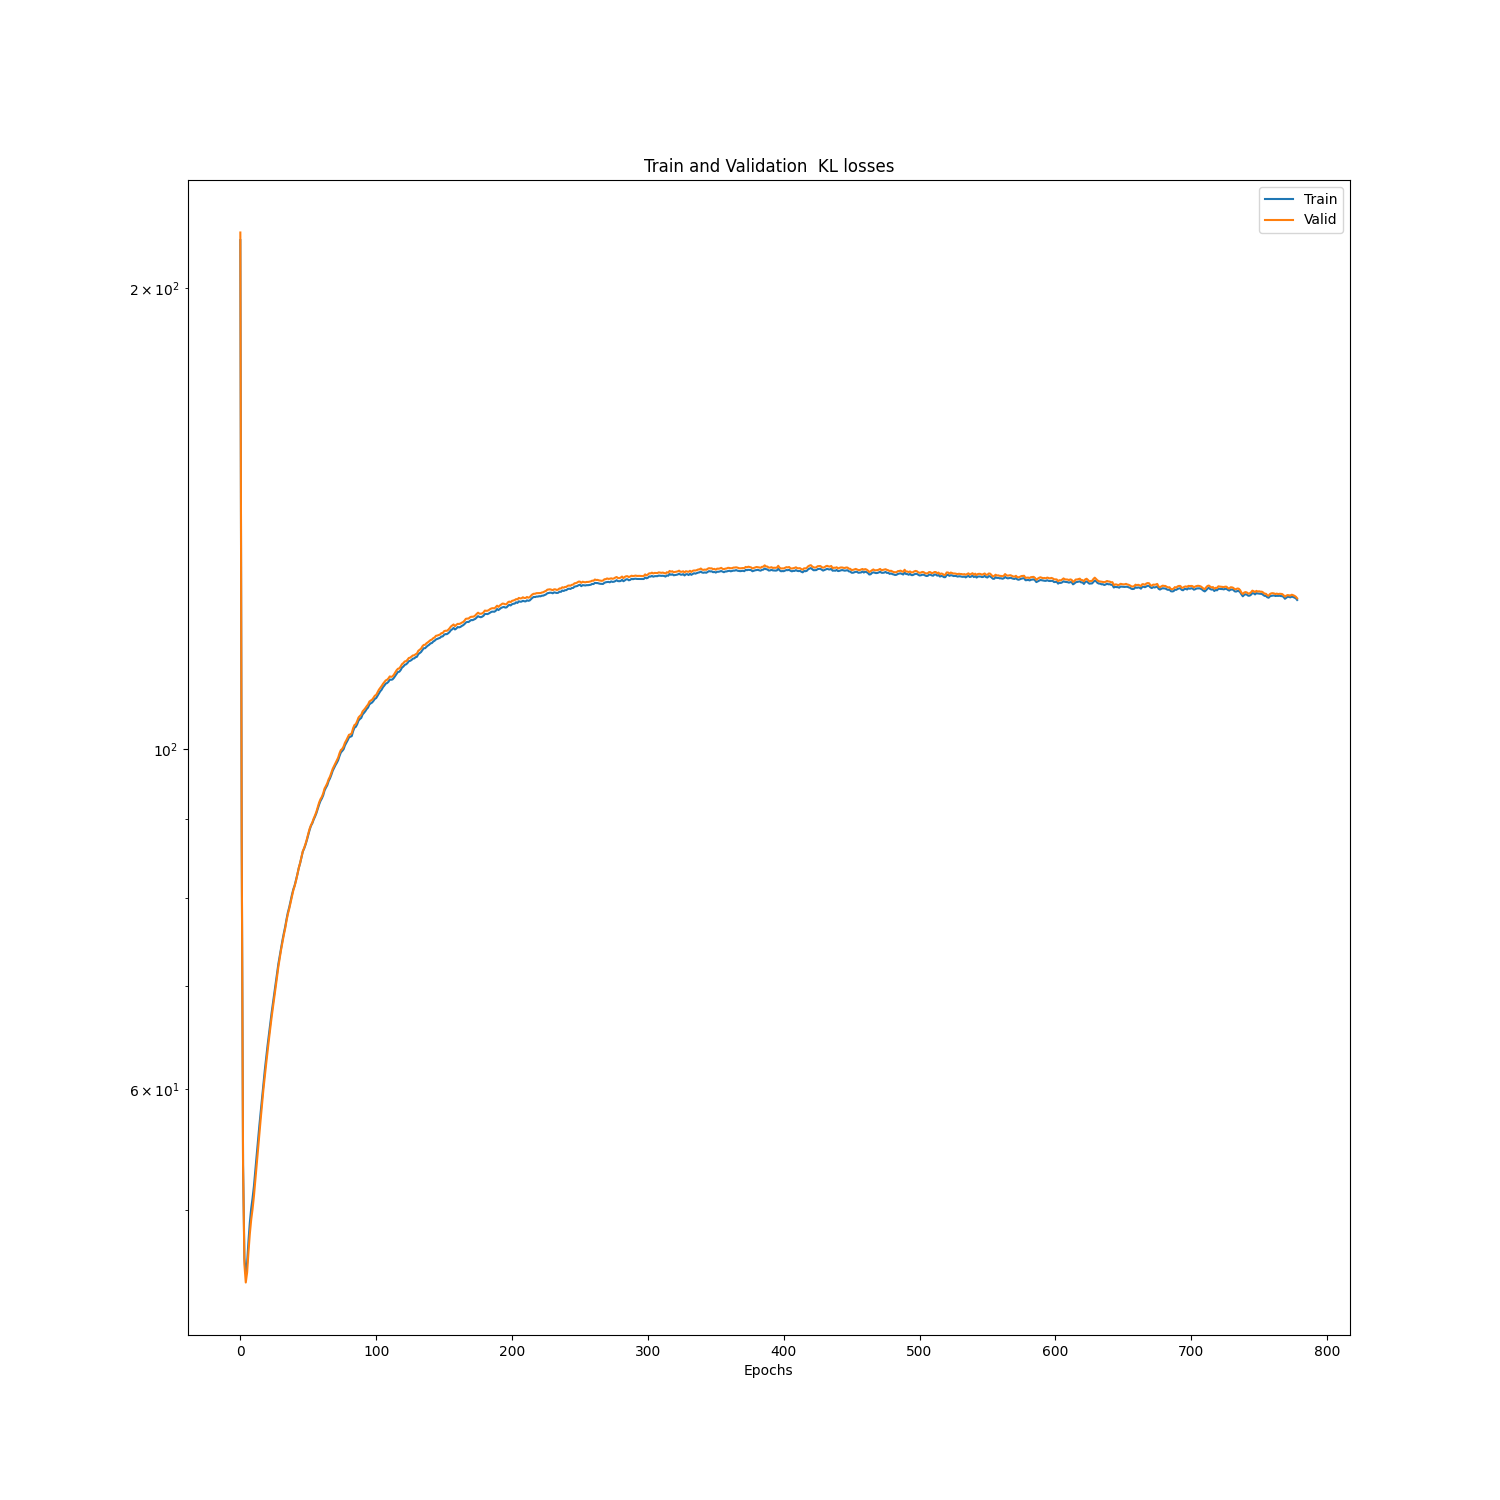 Train and Validation  KL losses
Train
Valid
2 × 10²
10²
6 × 10¹
0 100 200 300 400 500 600 700 800
Epochs